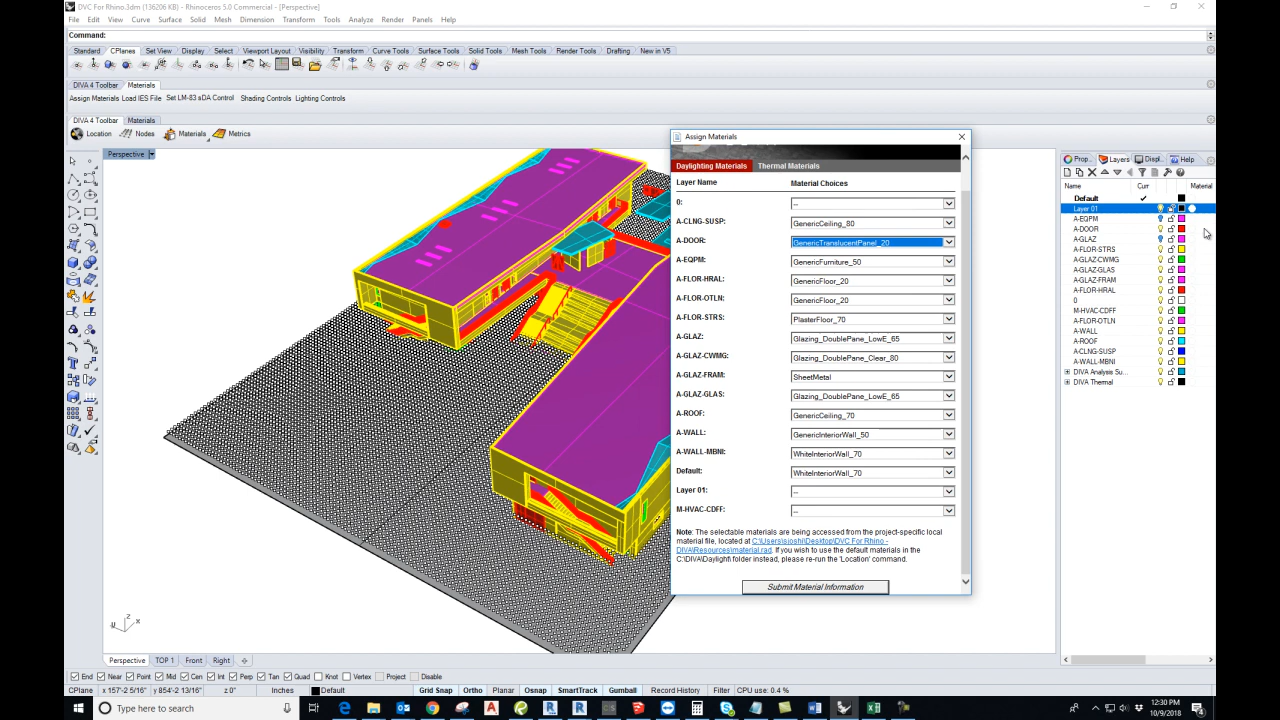 DVC For Rhino.3dm (136206 KB) - Rhinoceros 5.0 Commercial - [Perspective]
File Edit View Curve Surface Solid Mesh Dimension Transform Tools Analyze Render Panels Help
Command:
Standard CPlanes Set View Display Select Viewport Layout Visibility Transform Curve Tools Surface Tools Solid Tools Mesh Tools Render Tools Drafting New in V5
DIVA 4 Toolbar Materials
Assign Materials Load IES File Set LM-83 sDA Control Shading Controls Lighting Controls
DIVA 4 Toolbar Materials
Location Nodes Materials Metrics
Perspective
Assign Materials
Daylighting Materials Thermal Materials
Layer Name Material Choices
0: --
A-CLNG-SUSP: GenericCeiling_80
A-DOOR: GenericTranslucentPanel_20
A-EQPM: GenericFurniture_50
A-FLOR-HRAL: GenericFloor_20
A-FLOR-OTLN: GenericFloor_20
A-FLOR-STRS: PlasterFloor_70
A-GLAZ: Glazing_DoublePane_LowE_65
A-GLAZ-CWMG: Glazing_DoublePane_Clear_80
A-GLAZ-FRAM: SheetMetal
A-GLAZ-GLAS: Glazing_DoublePane_LowE_65
A-ROOF: GenericCeiling_70
A-WALL: GenericInteriorWall_50
A-WALL-MBNI: WhiteInteriorWall_70
Default: WhiteInteriorWall_70
Layer 01: --
M-HVAC-CDFF: --
Note: The selectable materials are being accessed from the project-specific local
material file, located at C:\Users\sjoshi\Desktop\DVC For Rhino -
DIVA\Resources\material.rad. If you wish to use the default materials in the
C:\DIVA\Daylight\ folder instead, please re-run the 'Location' command.
Submit Material Information
Prop... Layers Displ... Help
Name Curr Material
Default
Layer 01
A-EQPM
A-DOOR
A-GLAZ
A-FLOR-STRS
A-GLAZ-CWMG
A-GLAZ-GLAS
A-GLAZ-FRAM
A-FLOR-HRAL
0
M-HVAC-CDFF
A-FLOR-OTLN
A-WALL
A-ROOF
A-CLNG-SUSP
A-WALL-MBNI
DIVA Analysis Su...
DIVA Thermal
z
x
Perspective TOP 1 Front Right
End Near Point Mid Cen Int Perp Tan Quad Knot Vertex Project Disable
CPlane x 157'-2 5/16" y 854'-2 13/16" z 0" Inches Default Grid Snap Ortho Planar Osnap SmartTrack Gumball Record History Filter CPU use: 0.4 %
Type here to search
12:30 PM
10/9/2018